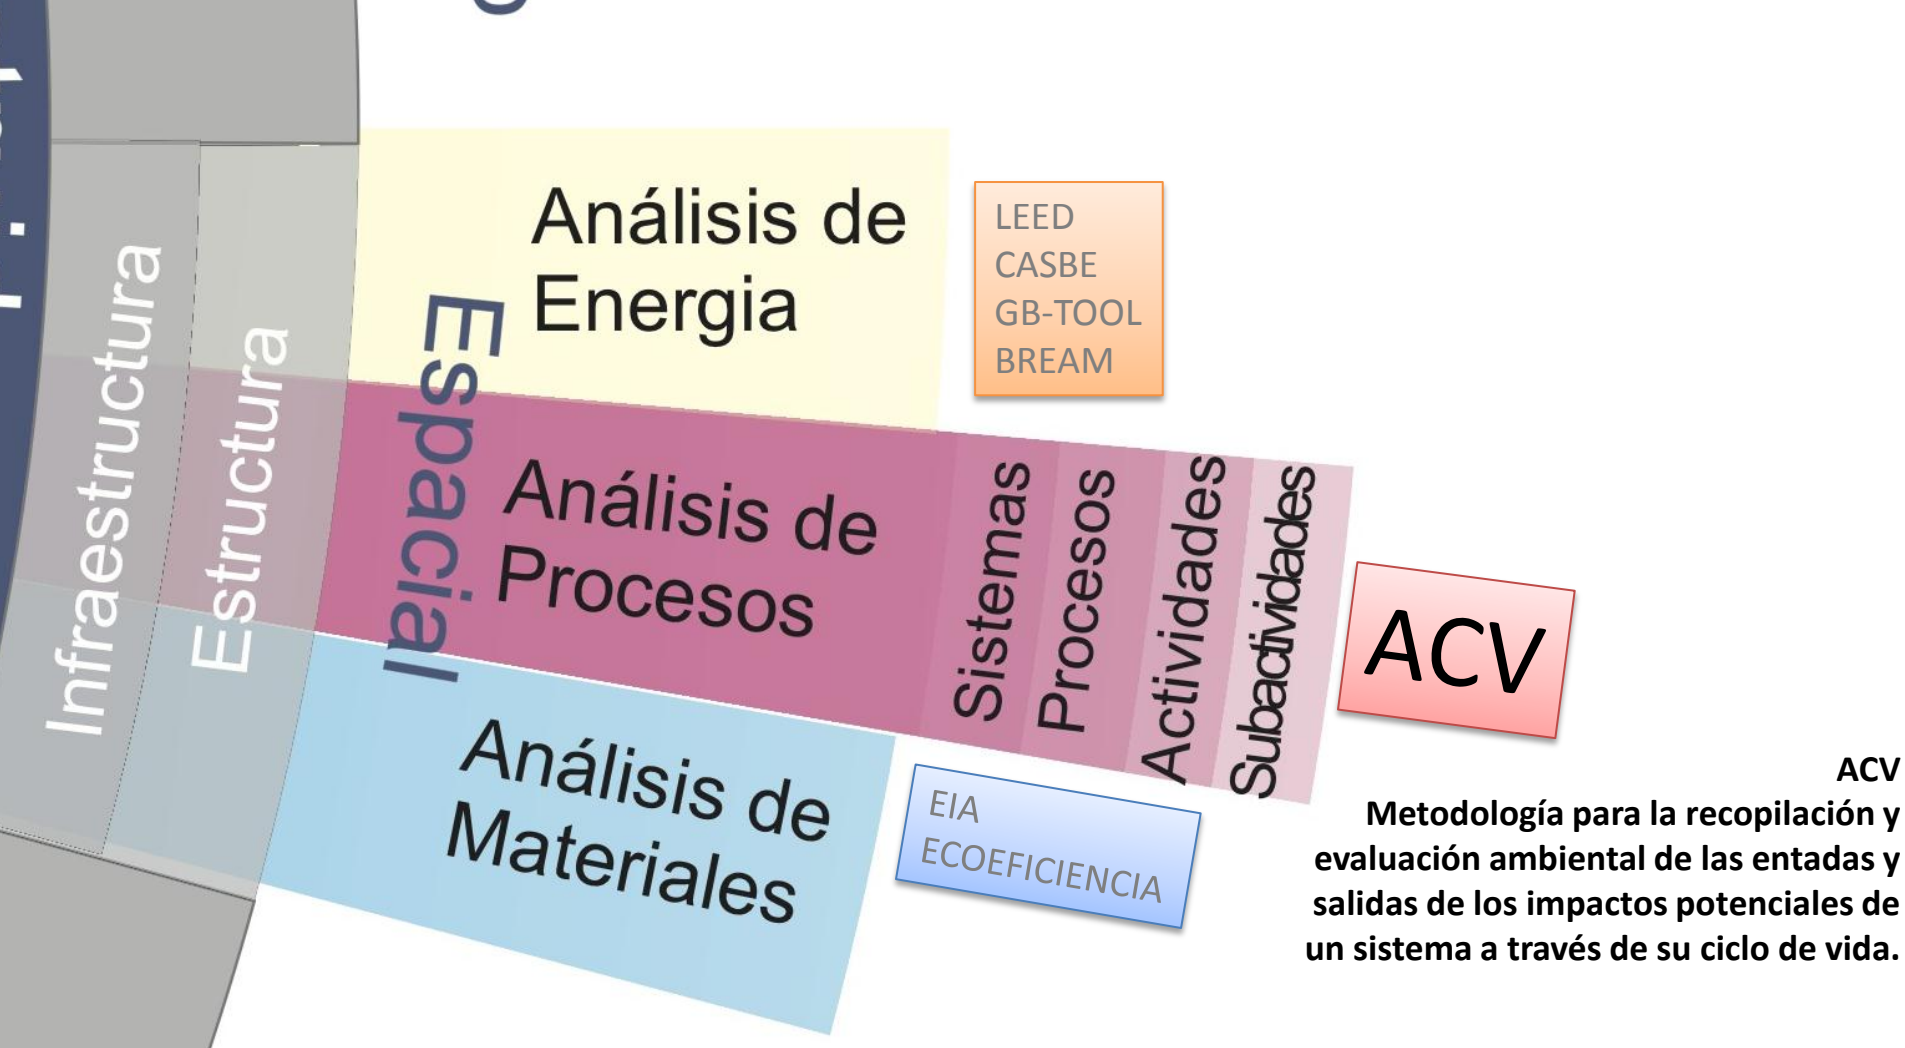 Infraestructura
Estructura
Espacial
Análisis de
Energia
LEED
CASBE
GB-TOOL
BREAM
Análisis de
Procesos
Sistemas
Procesos
Actividades
Subactividades
ACV
Análisis de
Materiales
EIA
ECOEFICIENCIA
ACV
Metodología para la recopilación y
evaluación ambiental de las entadas y
salidas de los impactos potenciales de
un sistema a través de su ciclo de vida.